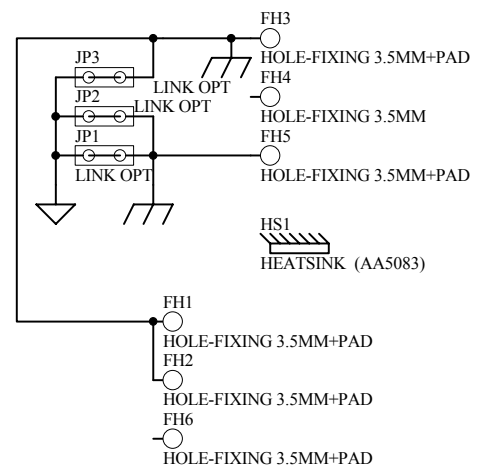 FH3
HOLE-FIXING 3.5MM+PAD
JP3
LINK OPT
FH4
HOLE-FIXING 3.5MM
JP2
LINK OPT
JP1
LINK OPT
FH5
HOLE-FIXING 3.5MM+PAD
HS1
HEATSINK (AA5083)
FH1
HOLE-FIXING 3.5MM+PAD
FH2
HOLE-FIXING 3.5MM+PAD
FH6
HOLE-FIXING 3.5MM+PAD